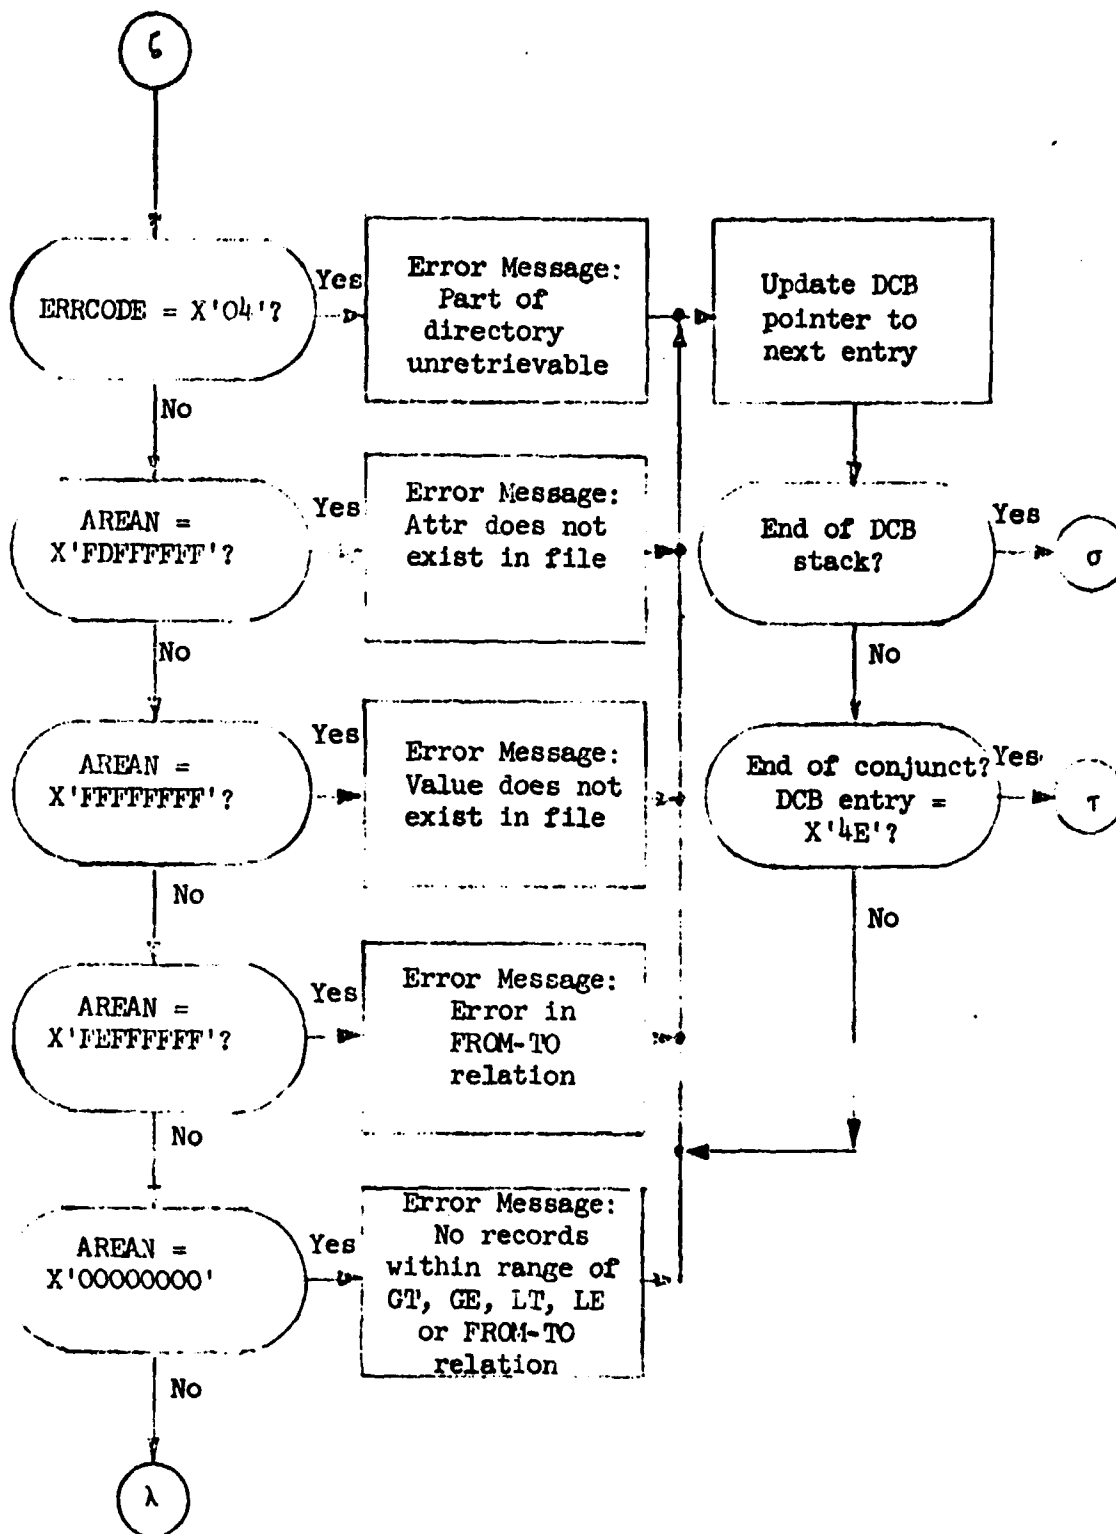 ζ
ERRCODE = X'04'?
Yes
No
Error Message:
Part of
directory
unretrievable
Update DCB
pointer to
next entry
AREAN =
X'FDFFFFFF'?
Yes
No
Error Message:
Attr does not
exist in file
End of DCB
stack?
Yes
No
σ
AREAN =
X'FFFFFFFF'?
Yes
No
Error Message:
Value does not
exist in file
End of conjunct?
DCB entry =
X'4E'?
Yes
No
τ
AREAN =
X'FEFFFFFF'?
Yes
No
Error Message:
Error in
FROM-TO
relation
AREAN =
X'00000000'
Yes
No
Error Message:
No records
within range of
GT, GE, LT, LE
or FROM-TO
relation
λ